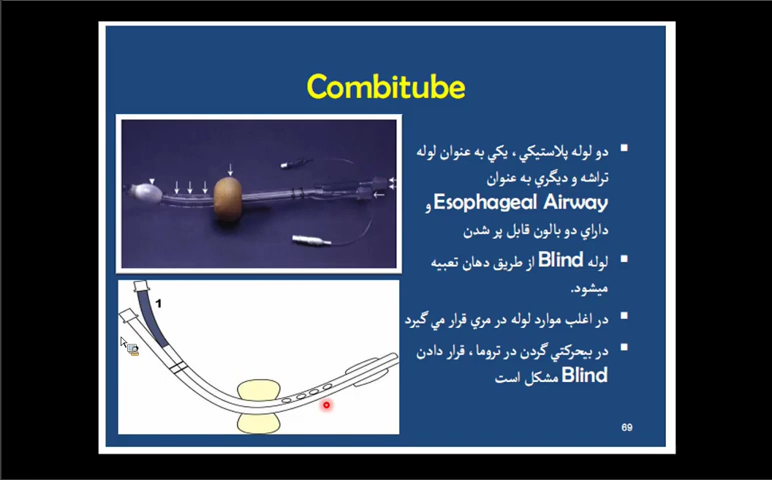 Combitube
دو لوله پلاستيكي ، يكي به عنوان لوله
تراشه و ديگري به عنوان
Esophageal Airway و
داراي دو بالون قابل پر شدن
لوله Blind از طريق دهان تعبيه
ميشود.
در اغلب موارد لوله در مري قرار مي گيرد
در بيحركتي گردن در تروما ، قرار دادن
Blind مشكل است
1
69